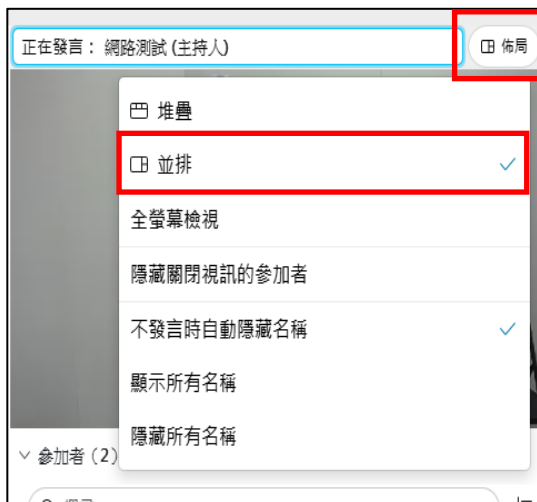 正在發言： 網路測試 (主持人)
佈局
堆疊
並排
全螢幕檢視
隱藏關閉視訊的參加者
不發言時自動隱藏名稱
顯示所有名稱
隱藏所有名稱
參加者 (2)